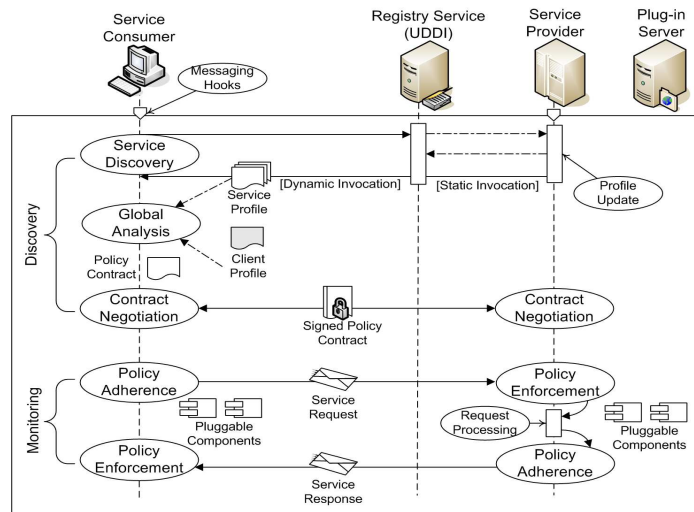 Service
Consumer
Registry Service
(UDDI)
Service
Provider
Plug-in
Server
Messaging
Hooks
Service
Discovery
[Dynamic Invocation]
[Static Invocation]
Service
Profile
Profile
Update
Global
Analysis
Client
Profile
Policy
Contract
Discovery
Contract
Negotiation
Signed Policy
Contract
Contract
Negotiation
Policy
Adherence
Service
Request
Policy
Enforcement
Pluggable
Components
Request
Processing
Pluggable
Components
Monitoring
Policy
Enforcement
Service
Response
Policy
Adherence